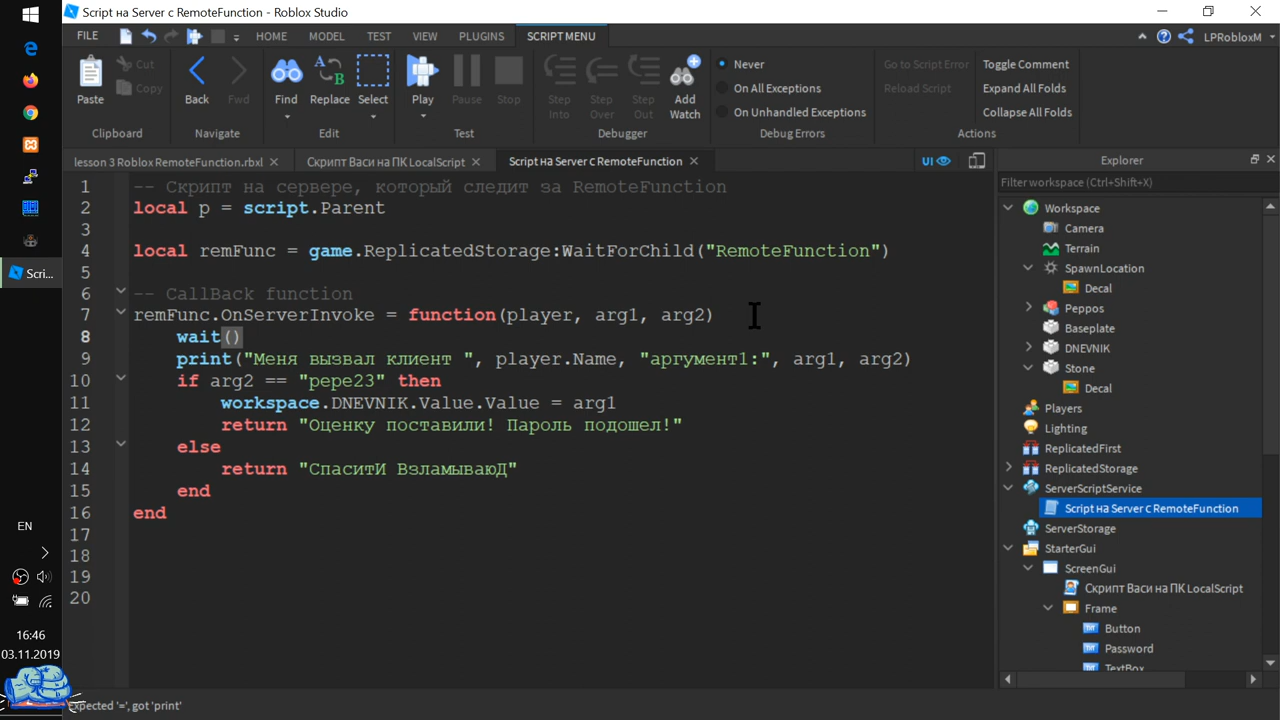 Script на Server с RemoteFunction - Roblox Studio
FILE HOME MODEL TEST VIEW PLUGINS SCRIPT MENU LPRobloxM
Paste Cut Copy Back Fwd Find Replace Select Play Pause Stop Step Into Step Over Step Out Add Watch
Never
On All Exceptions
On Unhandled Exceptions
Go to Script Error
Reload Script
Toggle Comment
Expand All Folds
Collapse All Folds
Clipboard Navigate Edit Test Debugger Debug Errors Actions
lesson 3 Roblox RemoteFunction.rbxl Скрипт Васи на ПК LocalScript Script на Server с RemoteFunction UI
1 -- Скрипт на сервере, который следит за RemoteFunction
2 local p = script.Parent
3
4 local remFunc = game.ReplicatedStorage:WaitForChild("RemoteFunction")
5
6 -- CallBack function
7 remFunc.OnServerInvoke = function(player, arg1, arg2)
8 wait()
9 print("Меня вызвал клиент ", player.Name, "аргумент1:", arg1, arg2)
10 if arg2 == "pepe23" then
11 workspace.DNEVNIK.Value.Value = arg1
12 return "Оценку поставили! Пароль подошел!"
13 else
14 return "СпаситИ ВзламываюД"
15 end
16 end
17
18
19
20
Explorer
Filter workspace (Ctrl+Shift+X)
Workspace
Camera
Terrain
SpawnLocation
Decal
Peppos
Baseplate
DNEVNIK
Stone
Decal
Players
Lighting
ReplicatedFirst
ReplicatedStorage
ServerScriptService
Script на Server с RemoteFunction
ServerStorage
StarterGui
ScreenGui
Скрипт Васи на ПК LocalScript
Frame
Button
Password
TextBox
Scri...
EN
16:46
03.11.2019
Expected '=', got 'print'